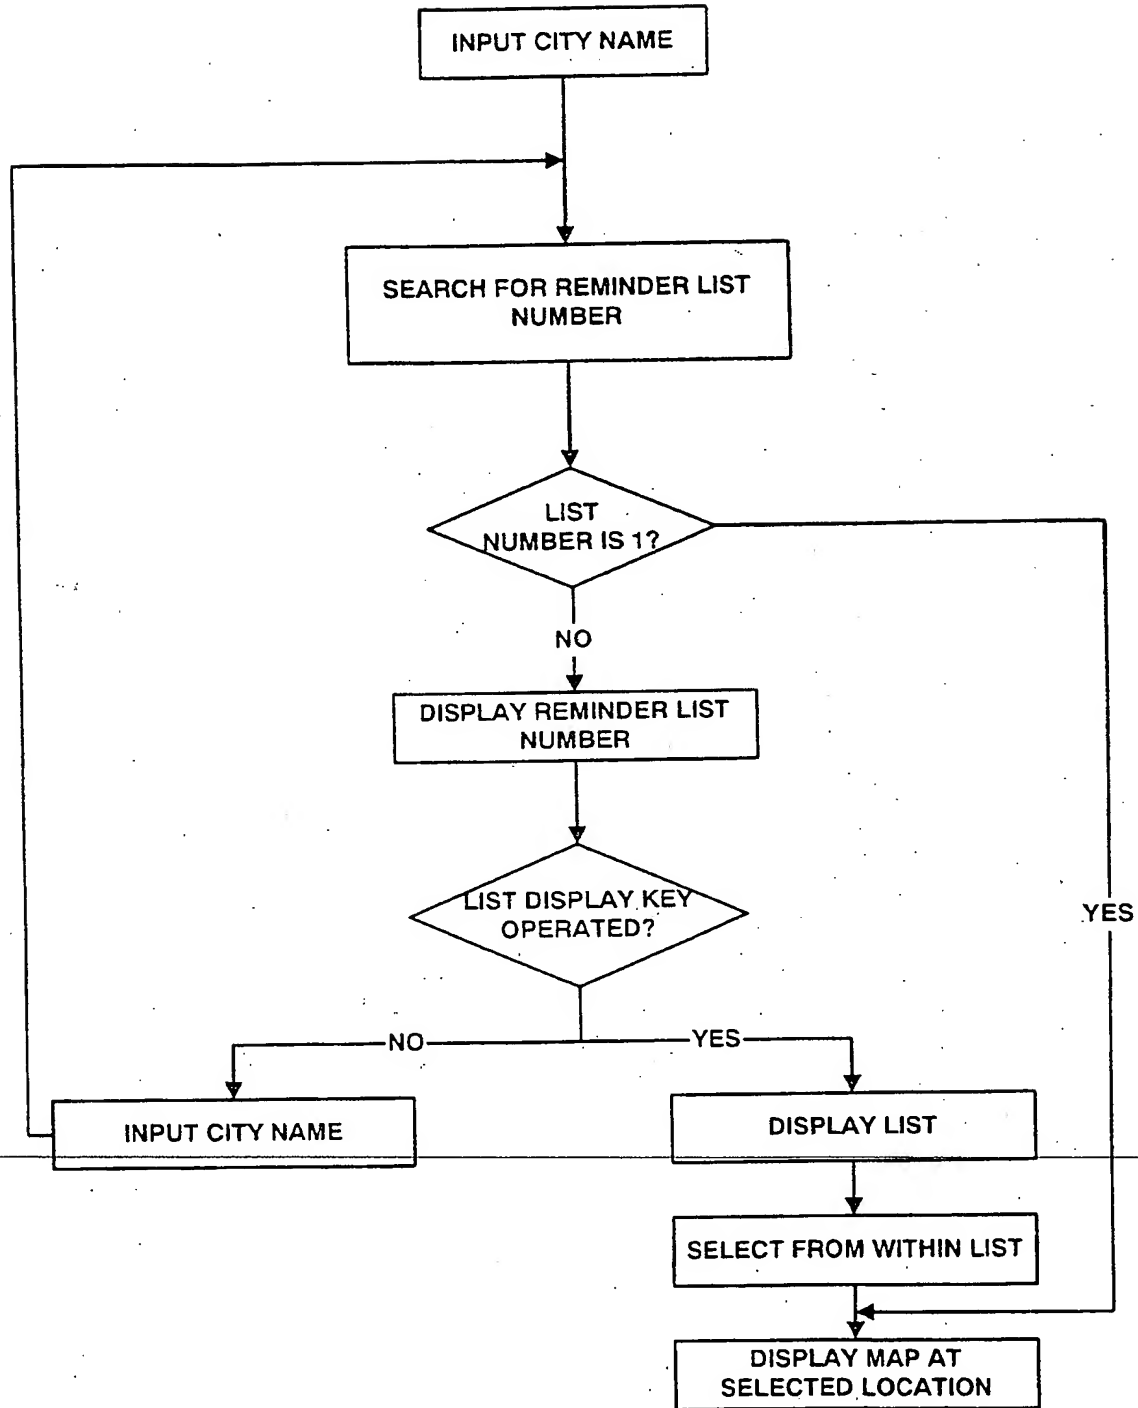 INPUT CITY NAME
SEARCH FOR REMINDER LIST
NUMBER
LIST
NUMBER IS 1?
NO
DISPLAY REMINDER LIST
NUMBER
LIST DISPLAY KEY
OPERATED?
YES
NO
YES
INPUT CITY NAME
DISPLAY LIST
SELECT FROM WITHIN LIST
DISPLAY MAP AT
SELECTED LOCATION